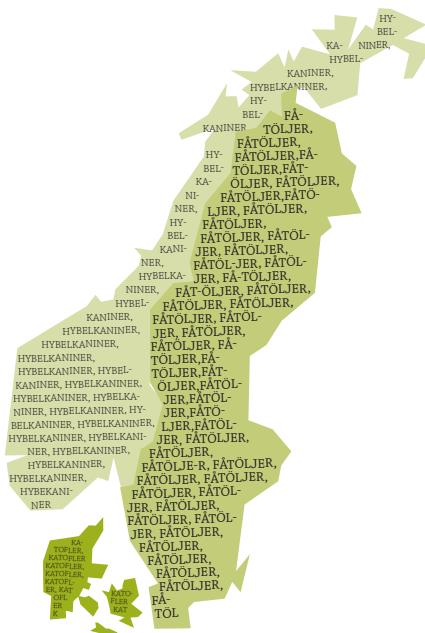 HY-
BEL-
NINER,
KA-
HYBEL-
KANINER,
HYBELKANINER,
HY-
BEL-
KANINER
HY-
BEL-
KA-
NI-
NER,
HY-
BEL-
KANI-
NER,
HYBELKA-
NINER,
HYBEL-
KANINER,
HYBELKANINER,
HYBELKANINER,
HYBELKANINER,
HYBELKANINER, HYBEL-
KANINER, HYBELKANINER,
HYBELKANINER, HYBELKA-
NINER, HYBELKANINER, HY-
BELKANINER, HYBELKANINER,
HYBELKANINER, HYBELKANI-
NER, HYBELKANINER,
HYBELKANINER,
HYBELKANINER,
HYBEKANI-
NER
FÅ-
TÖLJER,
FÅTÖLJER,
FÅTÖLJER,FÅ-
TÖLJER,FÅT-
ÖLJER, FÅTÖLJER,
FÅTÖLJER,FÅTÖ-
LJER, FÅTÖLJER,
FÅTÖLJER,
FÅTÖLJER, FÅTÖL-
JER, FÅTÖLJER,
FÅTÖL-JER, FÅTÖL-
JER, FÅ-TÖLJER,
FÅT-ÖLJER, FÅTÖLJER,
FÅTÖLJER, FÅTÖLJER,
FÅTÖLJER, FÅTÖL-
JER, FÅTÖLJER,
FÅTÖLJER, FÅ-
TÖLJER,FÅ-
TÖLJER,FÅT-
ÖLJER,FÅTÖL-
JER,FÅTÖL-
JER,FÅTÖ-
LJER,FÅTÖL-
JER, FÅTÖLJER,
FÅTÖLJER,
FÅTÖLJE-R, FÅTÖLJER,
FÅTÖLJER, FÅTÖLJER,
FÅTÖLJER, FÅTÖL-
JER, FÅTÖLJER,
FÅTÖLJER, FÅTÖL-
JER, FÅTÖLJER,
FÅTÖLJER,
FÅTÖLJER,
FÅTÖLJER,
FÅTÖLJER,
FÅ-
TÖL
KA-
TOFLER,
KATOFLER
KATOFLER,
KATOFLER,
KATOFL-
ER, KAT
OFL
ER
K
KATO-
FLER
KAT